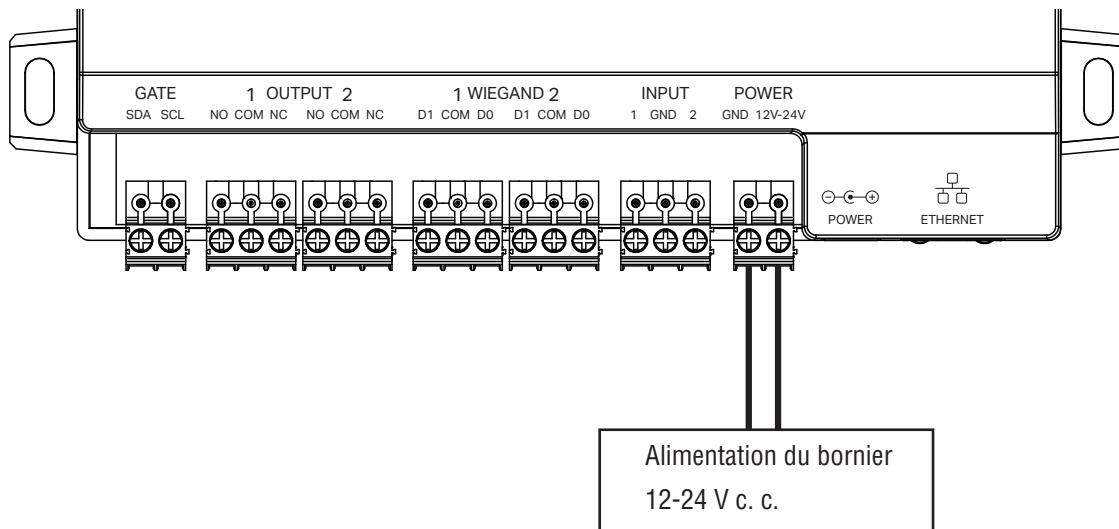 GATE 1 OUTPUT 2 1 WIEGAND 2 INPUT POWER
SDA SCL NO COM NC NO COM NC D1 COM D0 D1 COM D0 1 GND 2 GND 12V-24V
POWER ETHERNET
Alimentation du bornier
12-24 V c. c.